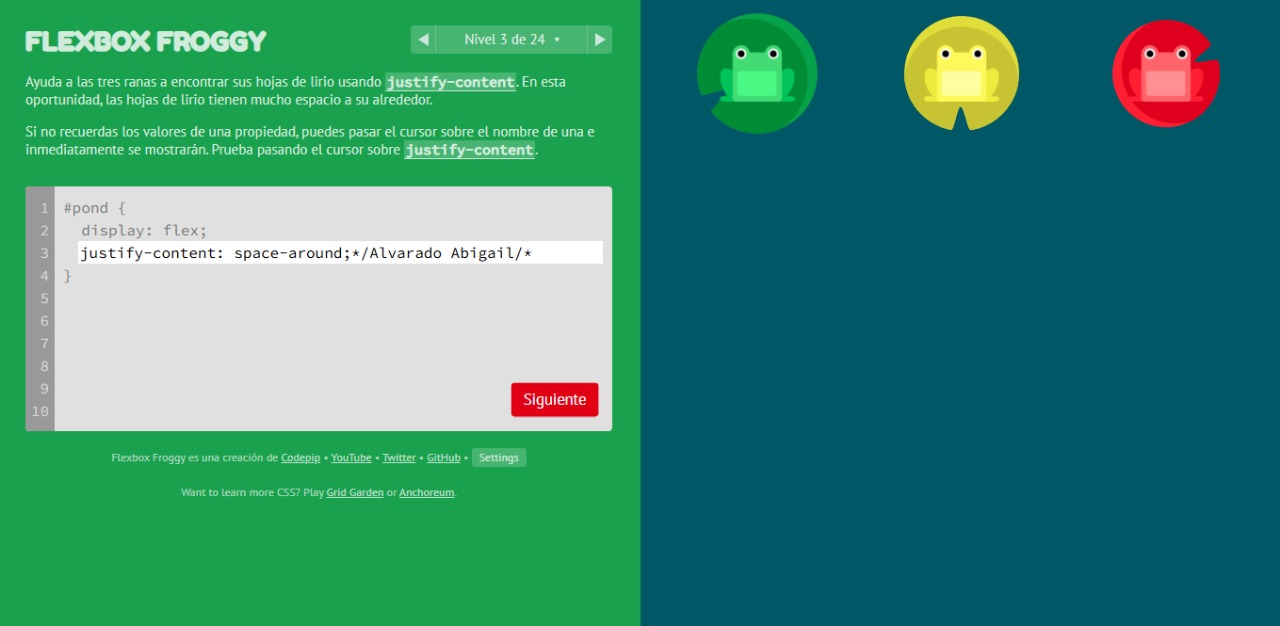 FLEXBOX FROGGY
Nivel 3 de 24
Ayuda a las tres ranas a encontrar sus hojas de lirio usando justify-content. En esta
oportunidad, las hojas de lirio tienen mucho espacio a su alrededor.
Si no recuerdas los valores de una propiedad, puedes pasar el cursor sobre el nombre de una e
inmediatamente se mostrarán. Prueba pasando el cursor sobre justify-content.
1 #pond {
2 display: flex;
3 justify-content: space-around;*/Alvarado Abigail/*
4 }
5
6
7
8
9
10
Siguiente
Flexbox Froggy es una creación de Codepip • YouTube • Twitter • GitHub • Settings
Want to learn more CSS? Play Grid Garden or Anchoreum.